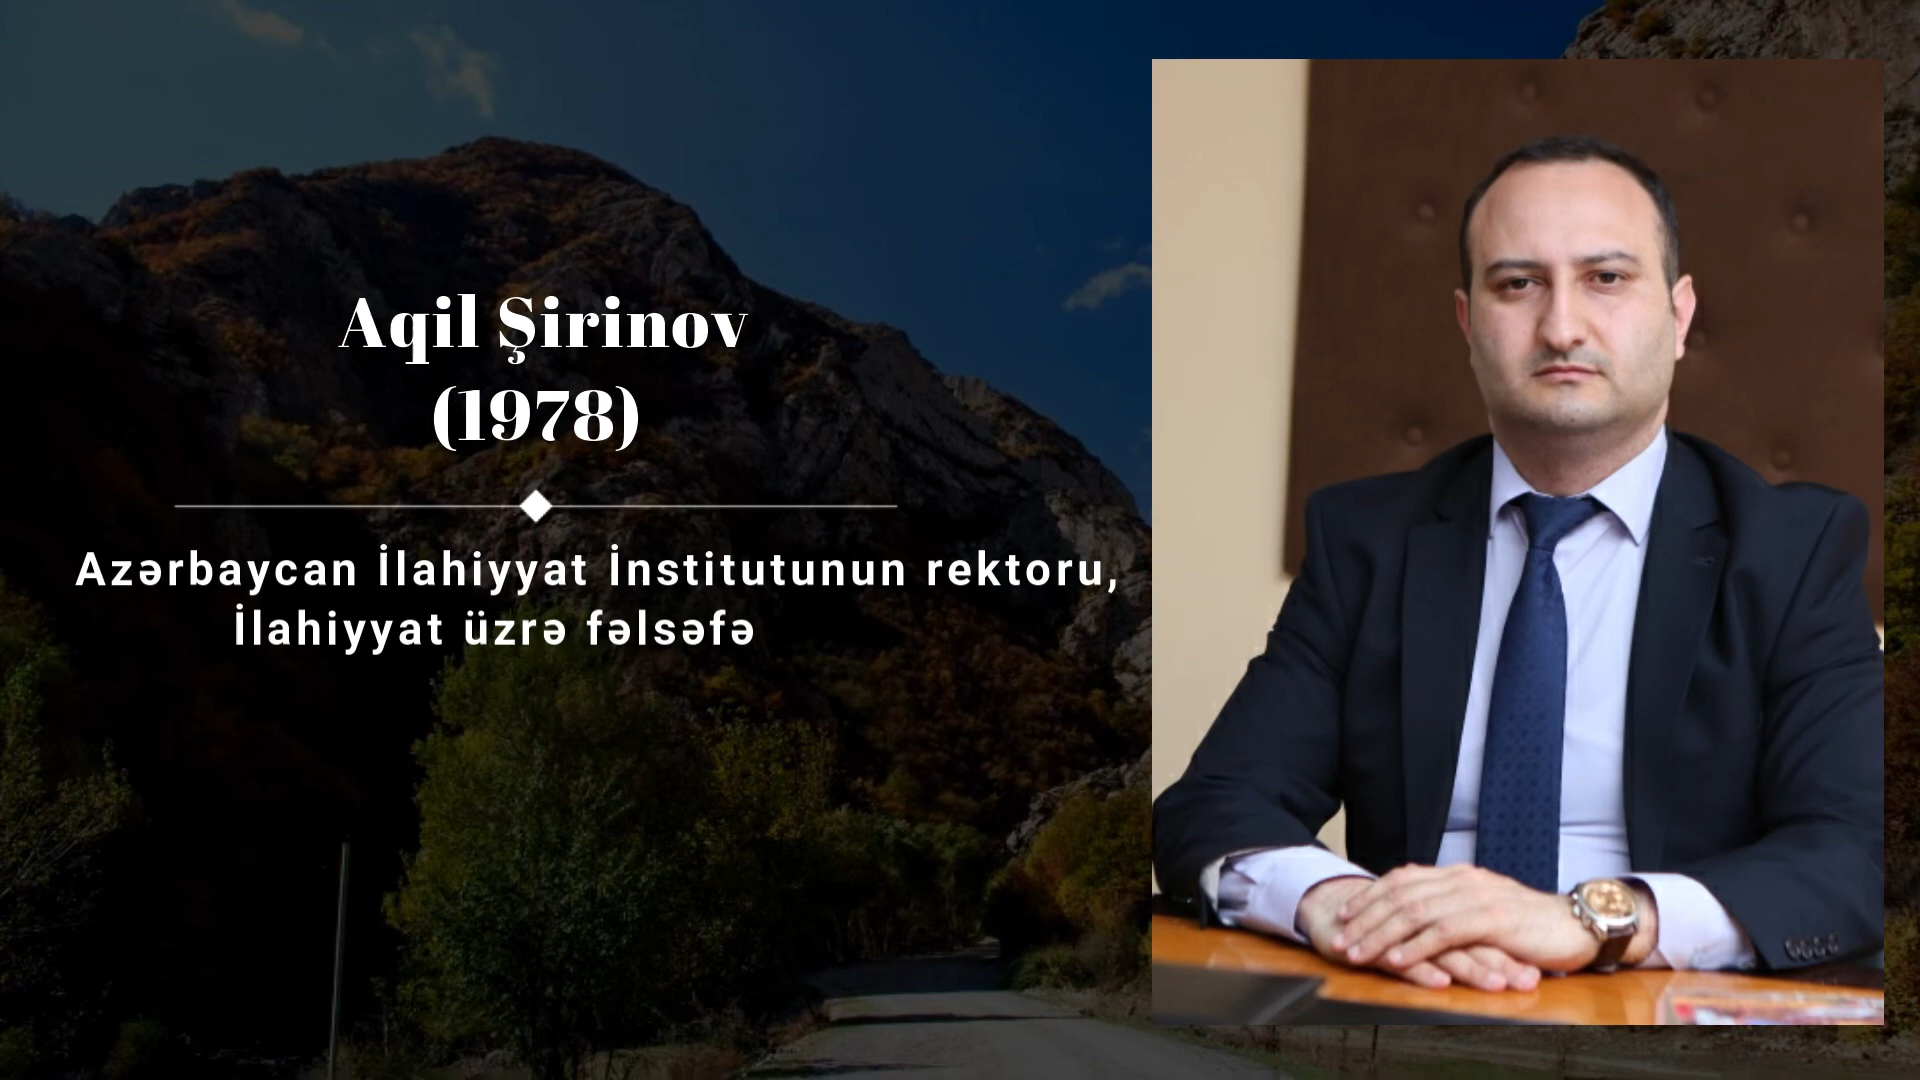 Aqil Şirinov
(1978)
Azərbaycan İlahiyyat İnstitutunun rektoru,
İlahiyyat üzrə fəlsəfə